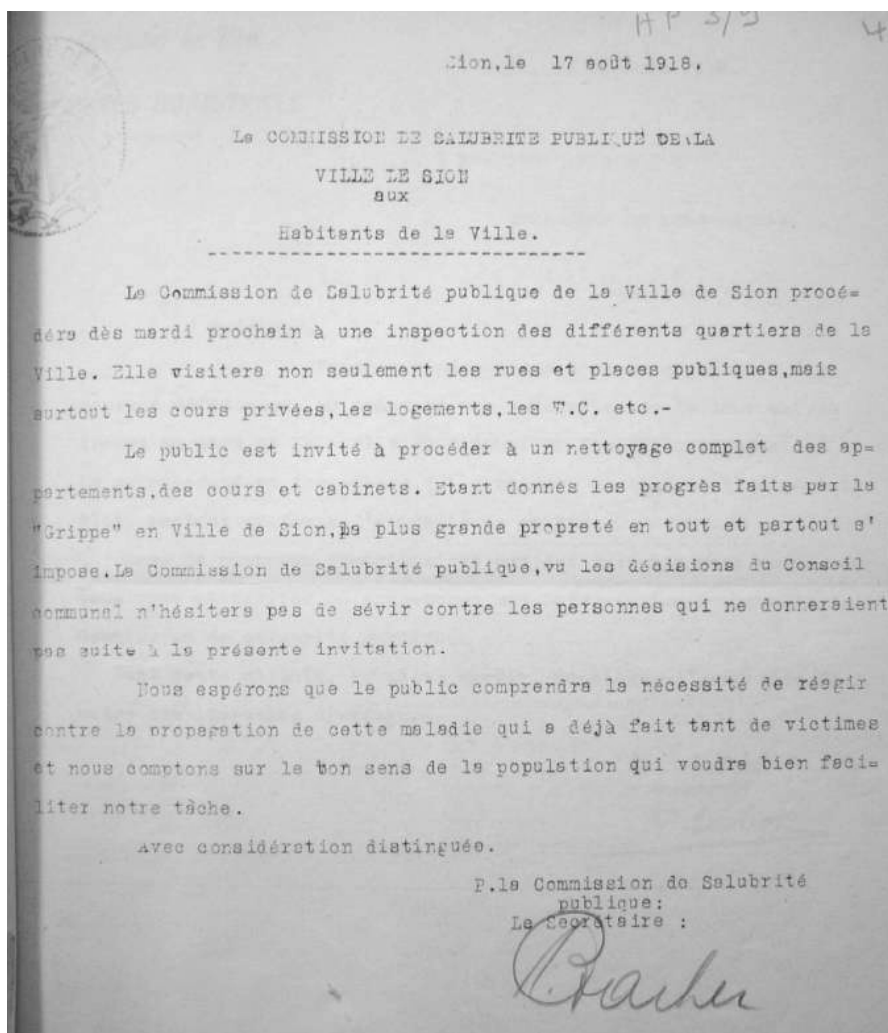 AP 3/9 4
Sion,le 17 août 1918.
La COMMISSION DE SALUBRITE PUBLIQUE DE LA
VILLE DE SION
aux
Habitants de la Ville.
---------------------------------
La Commission de Salubrité publique de la Ville de Sion procé=
déra dès mardi prochain à une inspection des différents quartiers de la
Ville. Elle visitera non seulement les rues et places publiques,mais
surtout les cours privées,les logements,les W.C. etc.-
Le public est invité à procéder à un nettoyage complet des ap=
partements,des cours et cabinets. Etant donnés les progrès faits par la
"Grippe" en Ville de Sion,la plus grande propreté en tout et partout s'
impose.La Commission de Salubrité publique,vu les décisions du Conseil
communal n'hésitera pas de sévir contre les personnes qui ne donneraient
pas suite à la présente invitation.
Nous espérons que le public comprendra la nécessité de réagir
contre la propagation de cette maladie qui a déjà fait tant de victimes
et nous comptons sur le bon sens de la population qui voudra bien faci=
liter notre tâche.
Avec considération distinguée.
P.la Commission de Salubrité
publique:
Le Secrétaire :